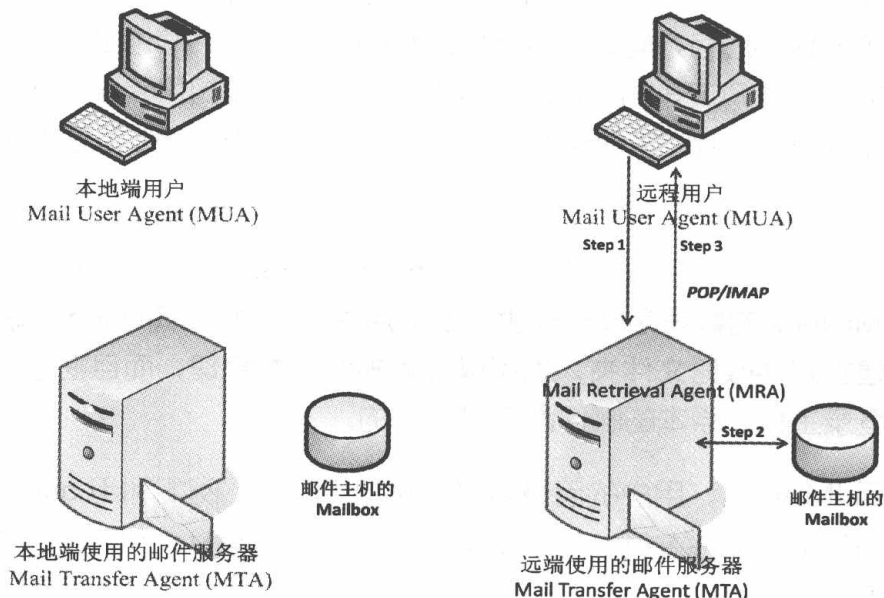 本地端用户
Mail User Agent (MUA)
远程用户
Mail User Agent (MUA)
Step 1
Step 3
POP/IMAP
Mail Retrieval Agent (MRA)
Step 2
邮件主机的
Mailbox
邮件主机的
Mailbox
本地端使用的邮件服务器
Mail Transfer Agent (MTA)
远端使用的邮件服务器
Mail Transfer Agent (MTA)